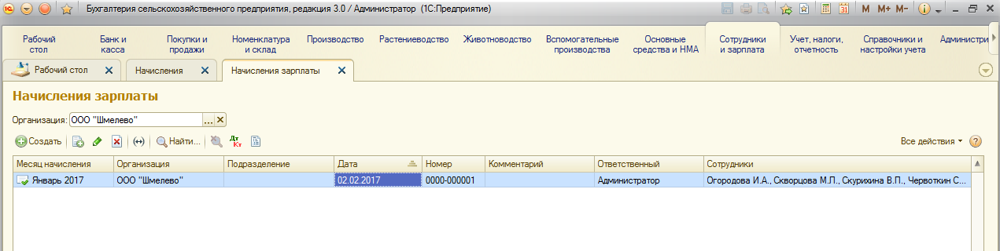 Бухгалтерия сельскохозяйственного предприятия, редакция 3.0 / Администратор (1С:Предприятие)
M M+ M-
Рабочий стол
Банк и касса
Покупки и продажи
Номенклатура и склад
Производство
Растениеводство
Животноводство
Вспомогательные производства
Основные средства и НМА
Сотрудники и зарплата
Учет, налоги, отчетность
Справочники и настройки учета
Администри
Рабочий стол
Начисления
Начисления зарплаты
Начисления зарплаты
Организация: ООО "Шмелево" ...
Создать Найти... Дт Кт Все действия
Месяц начисления Организация Подразделение Дата Номер Комментарий Ответственный Сотрудники
Январь 2017 ООО "Шмелево" 02.02.2017 0000-000001 Администратор Огородова И.А., Скворцова М.П., Скурихина В.П., Червоткин С...